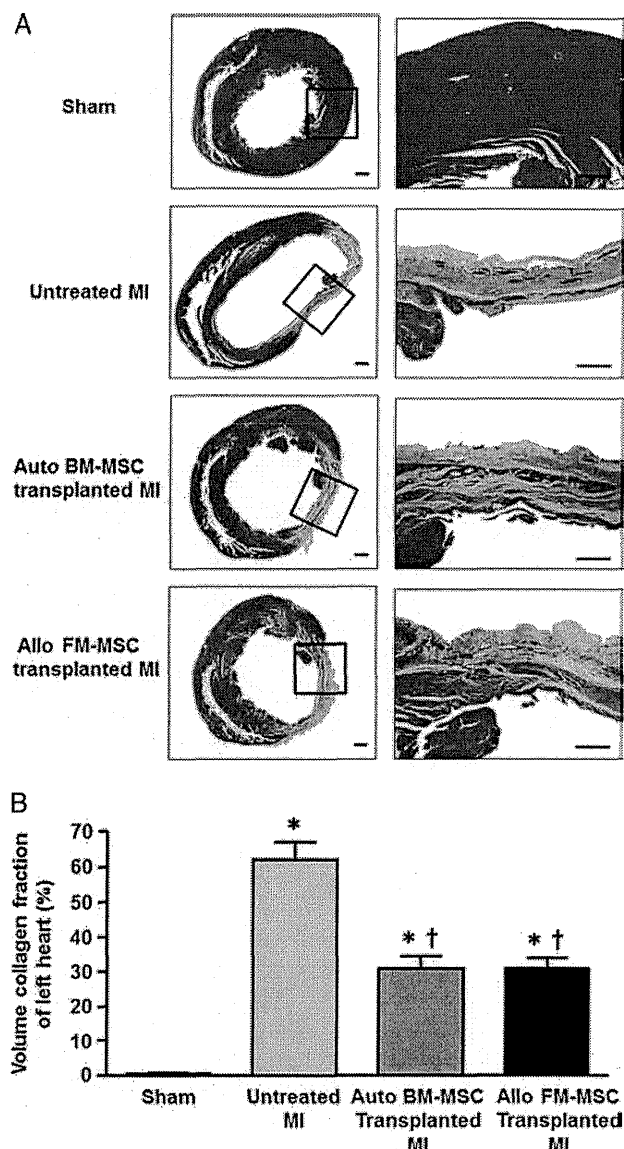 A
Sham
Untreated MI
Auto BM-MSC
transplanted MI
Allo FM-MSC
transplanted MI
B
Volume collagen fraction
of left heart (%)
70
60
50
40
30
20
10
0
*
* †
* †
Sham
Untreated
MI
Auto BM-MSC
Transplanted
MI
Allo FM-MSC
Transplanted
MI